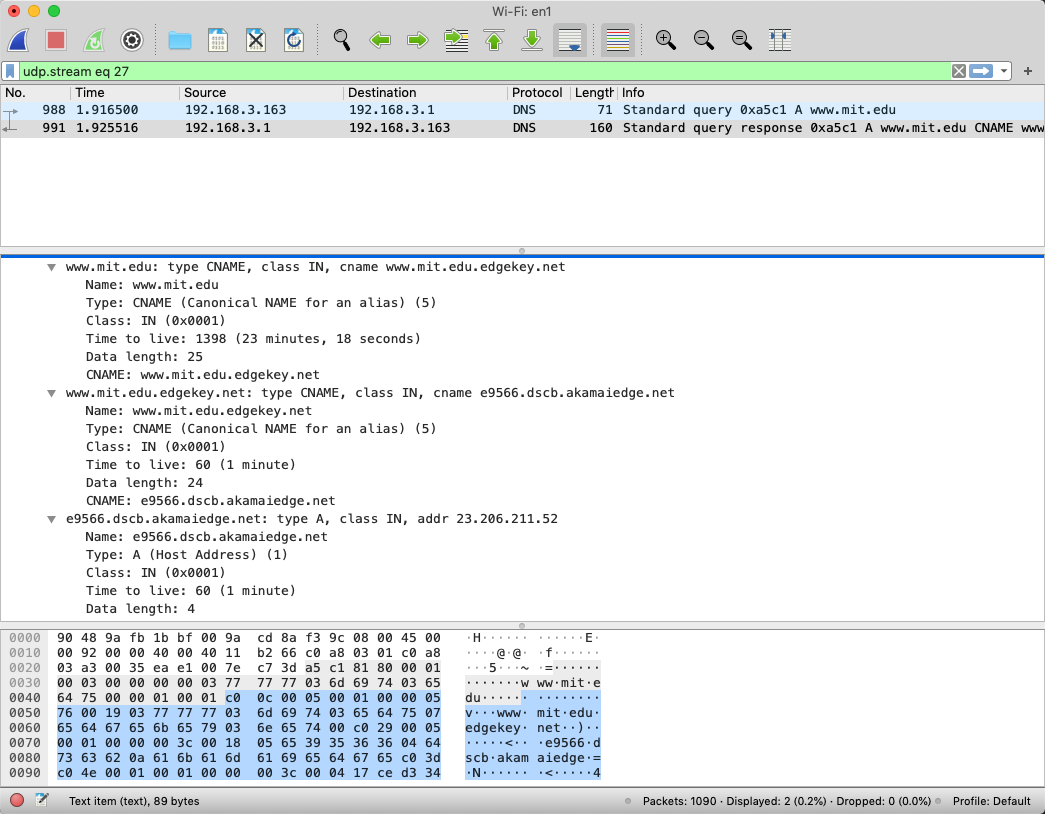 Wi-Fi: en1
udp.stream eq 27
No. Time Source Destination Protocol Length Info
988 1.916500 192.168.3.163 192.168.3.1 DNS 71 Standard query 0xa5c1 A www.mit.edu
991 1.925516 192.168.3.1 192.168.3.163 DNS 160 Standard query response 0xa5c1 A www.mit.edu CNAME www
www.mit.edu: type CNAME, class IN, cname www.mit.edu.edgekey.net
Name: www.mit.edu
Type: CNAME (Canonical NAME for an alias) (5)
Class: IN (0x0001)
Time to live: 1398 (23 minutes, 18 seconds)
Data length: 25
CNAME: www.mit.edu.edgekey.net
www.mit.edu.edgekey.net: type CNAME, class IN, cname e9566.dscb.akamaiedge.net
Name: www.mit.edu.edgekey.net
Type: CNAME (Canonical NAME for an alias) (5)
Class: IN (0x0001)
Time to live: 60 (1 minute)
Data length: 24
CNAME: e9566.dscb.akamaiedge.net
e9566.dscb.akamaiedge.net: type A, class IN, addr 23.206.211.52
Name: e9566.dscb.akamaiedge.net
Type: A (Host Address) (1)
Class: IN (0x0001)
Time to live: 60 (1 minute)
Data length: 4
0000 90 48 9a fb 1b bf 00 9a cd 8a f3 9c 08 00 45 00 ·H······ ······E·
0010 00 92 00 00 40 00 40 11 b2 66 c0 a8 03 01 c0 a8 ····@·@· ·f······
0020 03 a3 00 35 ea e1 00 7e c7 3d a5 c1 81 80 00 01 ···5···~ ·=······
0030 00 03 00 00 00 00 03 77 77 77 03 6d 69 74 03 65 ·······w ww·mit·e
0040 64 75 00 00 01 00 01 c0 0c 00 05 00 01 00 00 05 du······ ········
0050 76 00 19 03 77 77 77 03 6d 69 74 03 65 64 75 07 v···www· mit·edu·
0060 65 64 67 65 6b 65 79 03 6e 65 74 00 c0 29 00 05 edgekey· net··)··
0070 00 01 00 00 00 3c 00 18 05 65 39 35 36 36 04 64 ·····<·· ·e9566·d
0080 73 63 62 0a 61 6b 61 6d 61 69 65 64 67 65 c0 3d scb·akam aiedge·=
0090 c0 4e 00 01 00 01 00 00 00 3c 00 04 17 ce d3 34 ·N······ ·<·····4
Text item (text), 89 bytes Packets: 1090 · Displayed: 2 (0.2%) · Dropped: 0 (0.0%) Profile: Default